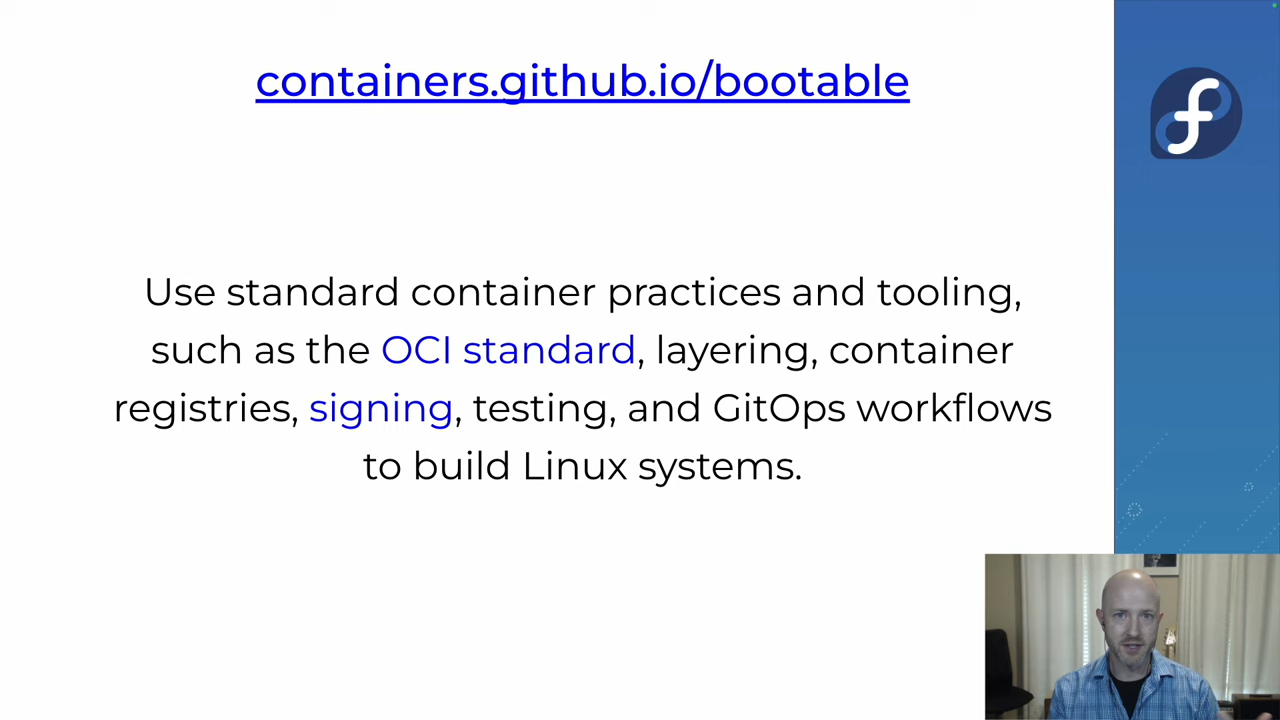 containers.github.io/bootable
Use standard container practices and tooling,
such as the OCI standard, layering, container
registries, signing, testing, and GitOps workflows
to build Linux systems.